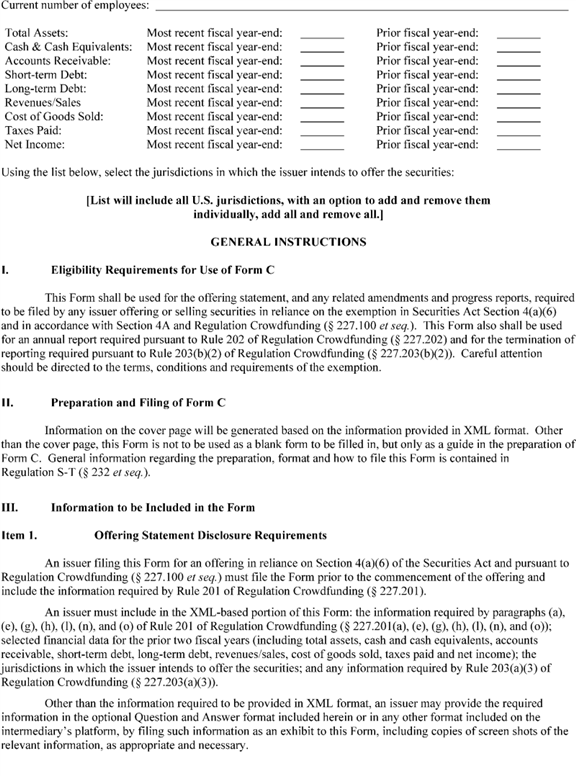 Current number of employees: ____________________
Total Assets: Most recent fiscal year-end: ______ Prior fiscal year-end: ______
Cash & Cash Equivalents: Most recent fiscal year-end: ______ Prior fiscal year-end: ______
Accounts Receivable: Most recent fiscal year-end: ______ Prior fiscal year-end: ______
Short-term Debt: Most recent fiscal year-end: ______ Prior fiscal year-end: ______
Long-term Debt: Most recent fiscal year-end: ______ Prior fiscal year-end: ______
Revenues/Sales Most recent fiscal year-end: ______ Prior fiscal year-end: ______
Cost of Goods Sold: Most recent fiscal year-end: ______ Prior fiscal year-end: ______
Taxes Paid: Most recent fiscal year-end: ______ Prior fiscal year-end: ______
Net Income: Most recent fiscal year-end: ______ Prior fiscal year-end: ______
Using the list below, select the jurisdictions in which the issuer intends to offer the securities:
[List will include all U.S. jurisdictions, with an option to add and remove them
individually, add all and remove all.]
GENERAL INSTRUCTIONS
I. Eligibility Requirements for Use of Form C
This Form shall be used for the offering statement, and any related amendments and progress reports, required
to be filed by any issuer offering or selling securities in reliance on the exemption in Securities Act Section 4(a)(6)
and in accordance with Section 4A and Regulation Crowdfunding (§ 227.100 et seq.). This Form also shall be used
for an annual report required pursuant to Rule 202 of Regulation Crowdfunding (§ 227.202) and for the termination of
reporting required pursuant to Rule 203(b)(2) of Regulation Crowdfunding (§ 227.203(b)(2)). Careful attention
should be directed to the terms, conditions and requirements of the exemption.
II. Preparation and Filing of Form C
Information on the cover page will be generated based on the information provided in XML format. Other
than the cover page, this Form is not to be used as a blank form to be filled in, but only as a guide in the preparation of
Form C. General information regarding the preparation, format and how to file this Form is contained in
Regulation S-T (§ 232 et seq.).
III. Information to be Included in the Form
Item 1. Offering Statement Disclosure Requirements
An issuer filing this Form for an offering in reliance on Section 4(a)(6) of the Securities Act and pursuant to
Regulation Crowdfunding (§ 227.100 et seq.) must file the Form prior to the commencement of the offering and
include the information required by Rule 201 of Regulation Crowdfunding (§ 227.201).
An issuer must include in the XML-based portion of this Form: the information required by paragraphs (a),
(e), (g), (h), (l), (n), and (o) of Rule 201 of Regulation Crowdfunding (§ 227.201(a), (e), (g), (h), (l), (n), and (o));
selected financial data for the prior two fiscal years (including total assets, cash and cash equivalents, accounts
receivable, short-term debt, long-term debt, revenues/sales, cost of goods sold, taxes paid and net income); the
jurisdictions in which the issuer intends to offer the securities; and any information required by Rule 203(a)(3) of
Regulation Crowdfunding (§ 227.203(a)(3)).
Other than the information required to be provided in XML format, an issuer may provide the required
information in the optional Question and Answer format included herein or in any other format included on the
intermediary's platform, by filing such information as an exhibit to this Form, including copies of screen shots of the
relevant information, as appropriate and necessary.